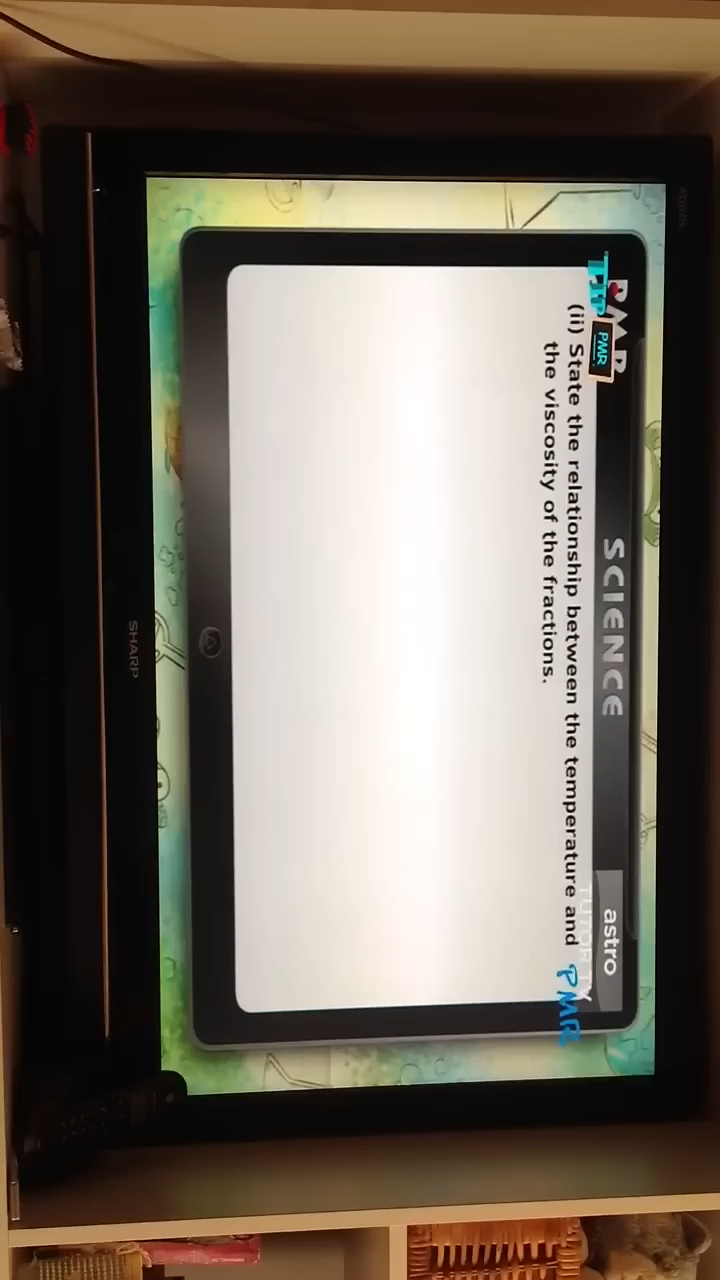 PMR
TIP PMR
SCIENCE
astro
TUTOR TV
PMR
(ii) State the relationship between the temperature and
the viscosity of the fractions.
SHARP